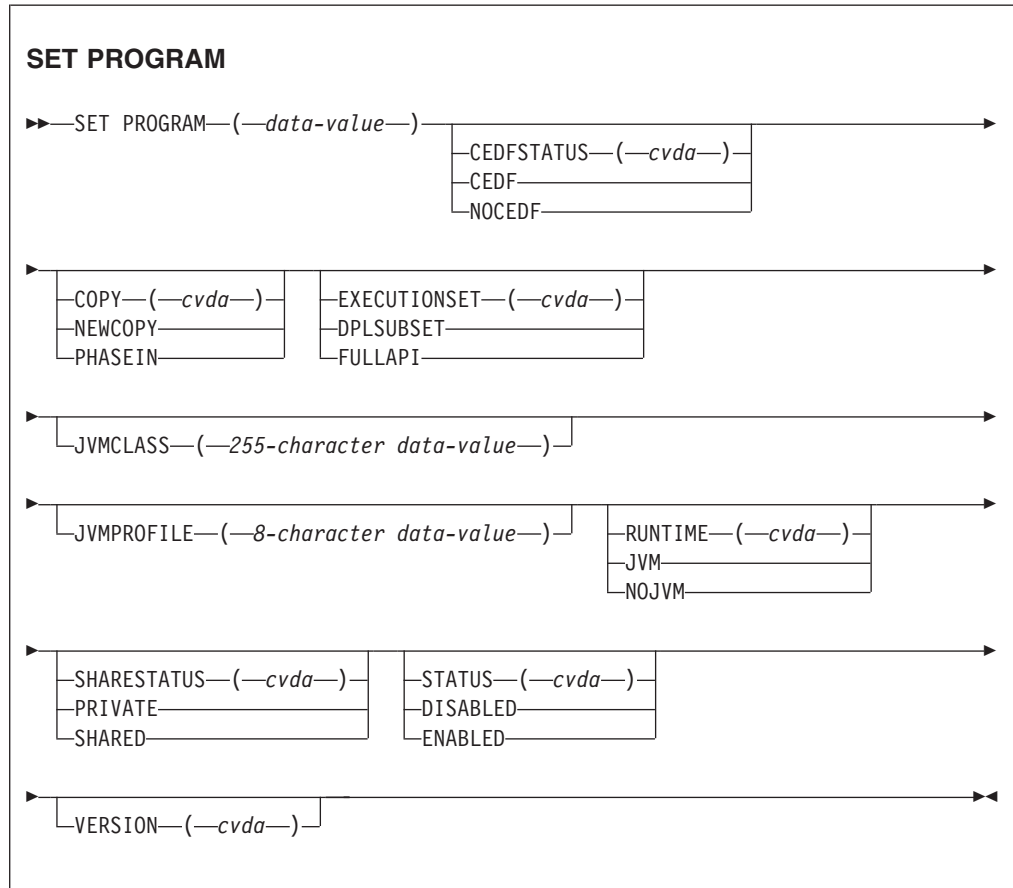 SET PROGRAM
SET PROGRAM ( data-value )
CEDFSTATUS ( cvda )
CEDF
NOCEDF
COPY ( cvda ) EXECUTIONSET ( cvda )
NEWCOPY DPLSUBSET
PHASEIN FULLAPI
JVMCLASS ( 255-character data-value )
JVMPROFILE ( 8-character data-value ) RUNTIME ( cvda )
JVM
NOJVM
SHARESTATUS ( cvda ) STATUS ( cvda )
PRIVATE DISABLED
SHARED ENABLED
VERSION ( cvda )